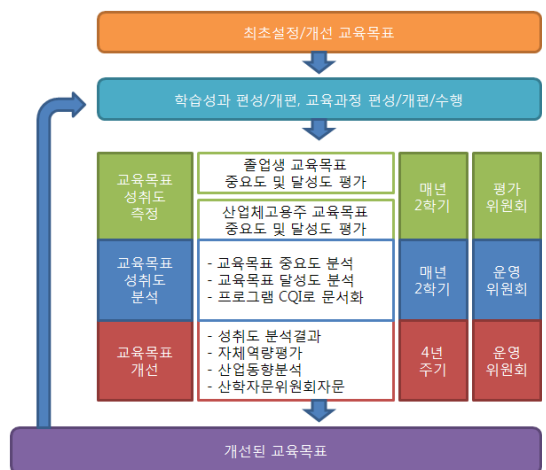 최초설정/개선 교육목표
학습성과 편성/개편, 교육과정 편성/개편/수행
교육목표
성취도
측정
졸업생 교육목표
중요도 및 달성도 평가
산업체고용주 교육목표
중요도 및 달성도 평가
매년
2학기
평가
위원회
교육목표
성취도
분석
- 교육목표 중요도 분석
- 교육목표 달성도 분석
- 프로그램 CQI로 문서화
매년
2학기
운영
위원회
교육목표
개선
- 성취도 분석결과
- 자체역량평가
- 산업동향분석
- 산학자문위원회자문
4년
주기
운영
위원회
개선된 교육목표